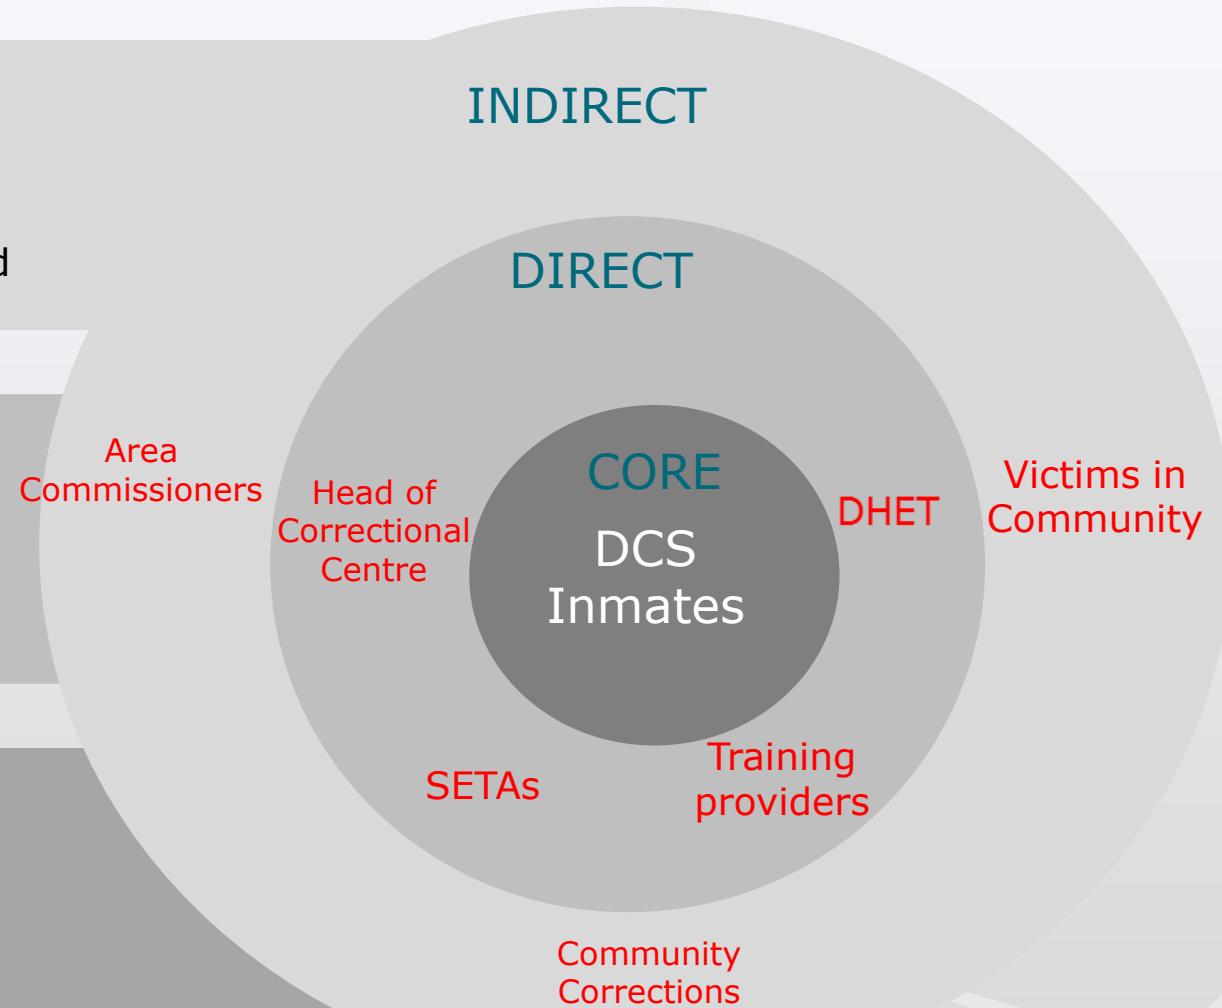 INDIRECT
DIRECT
Area
Commissioners
Head of
Correctional
Centre
CORE
DCS
Inmates
DHET
Victims in
Community
SETAs
Training
providers
Community
Corrections